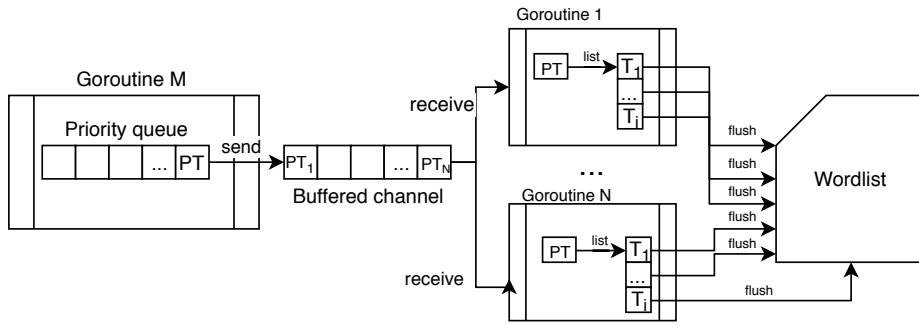 Goroutine M
Priority queue
... PT
send
PT1 ... PTN
Buffered channel
receive
receive
Goroutine 1
PT
list
T1
...
Ti
...
Goroutine N
PT
list
T1
...
Ti
flush
flush
flush
flush
flush
flush
Wordlist